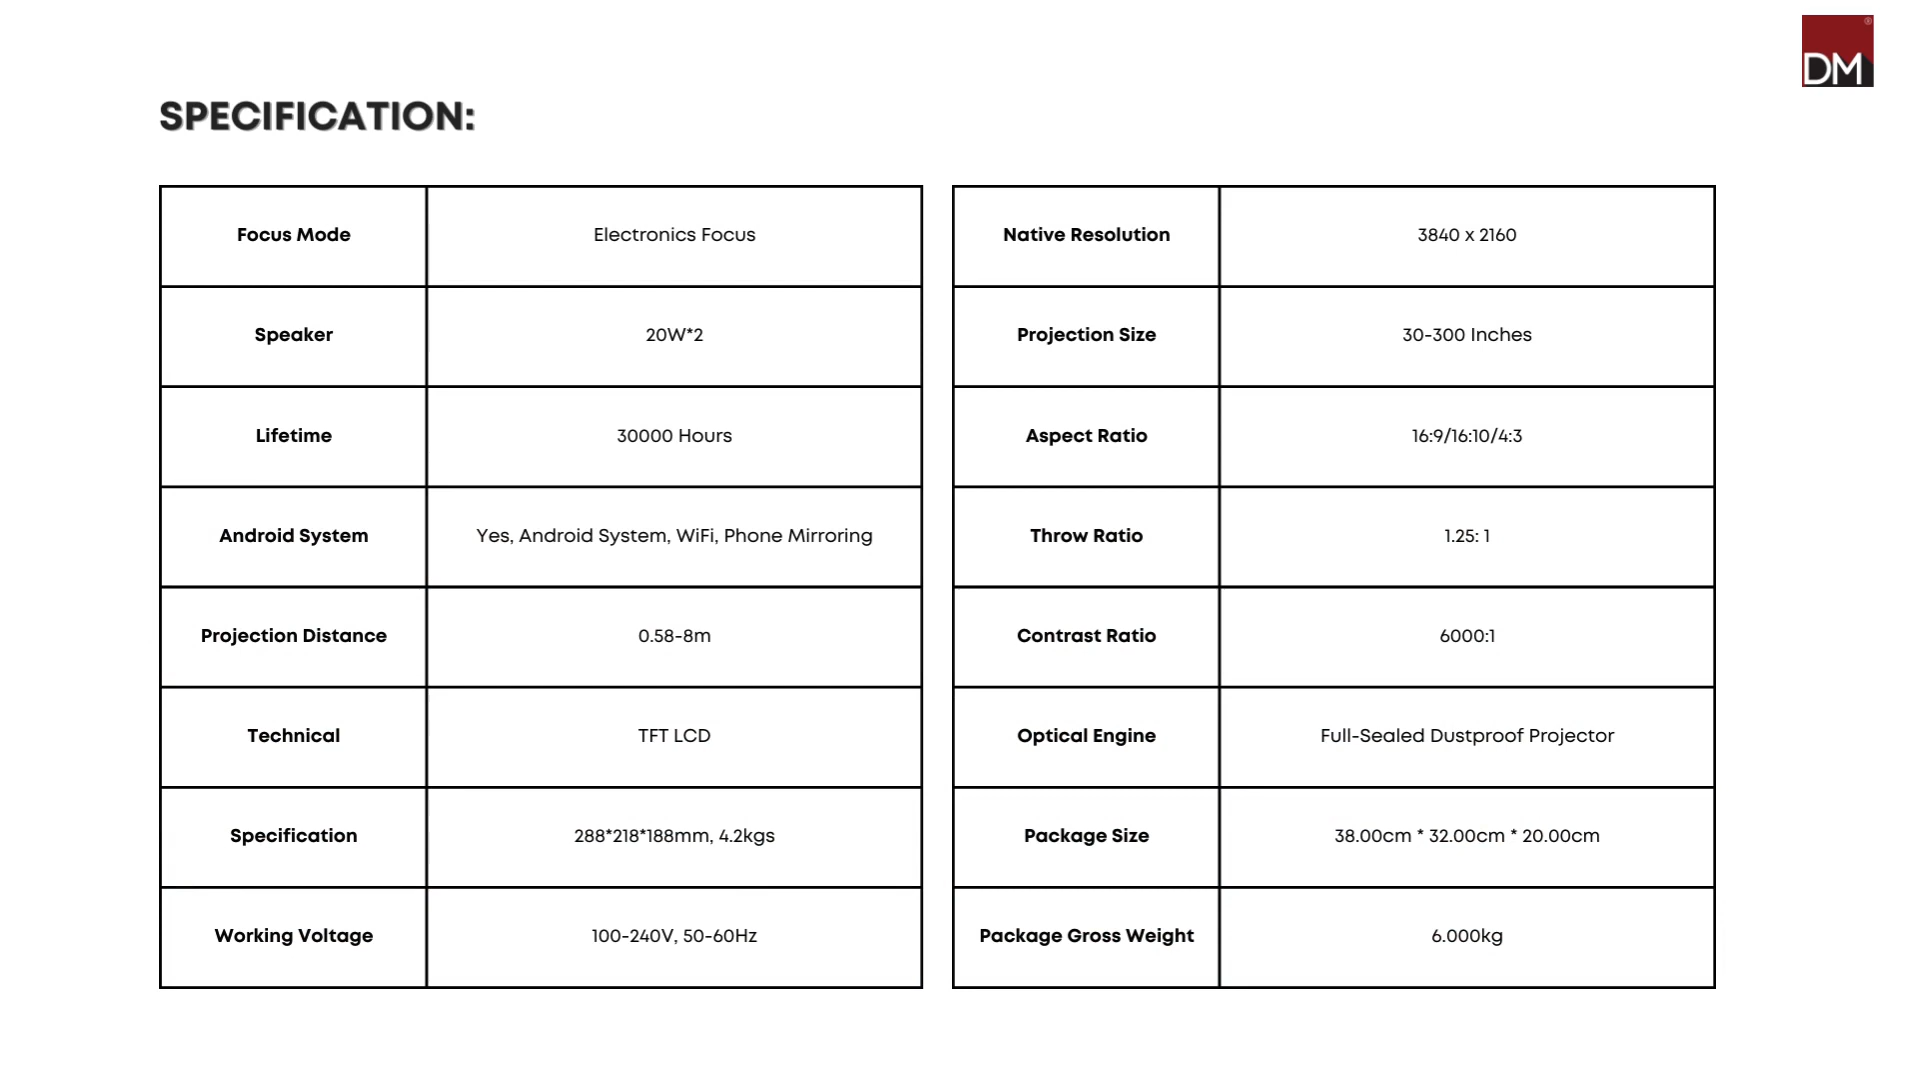 DM
®
SPECIFICATION:
Focus Mode Electronics Focus
Speaker 20W*2
Lifetime 30000 Hours
Android System Yes, Android System, WiFi, Phone Mirroring
Projection Distance 0.58-8m
Technical TFT LCD
Specification 288*218*188mm, 4.2kgs
Working Voltage 100-240V, 50-60Hz
Native Resolution 3840 x 2160
Projection Size 30-300 Inches
Aspect Ratio 16:9/16:10/4:3
Throw Ratio 1.25: 1
Contrast Ratio 6000:1
Optical Engine Full-Sealed Dustproof Projector
Package Size 38.00cm * 32.00cm * 20.00cm
Package Gross Weight 6.000kg